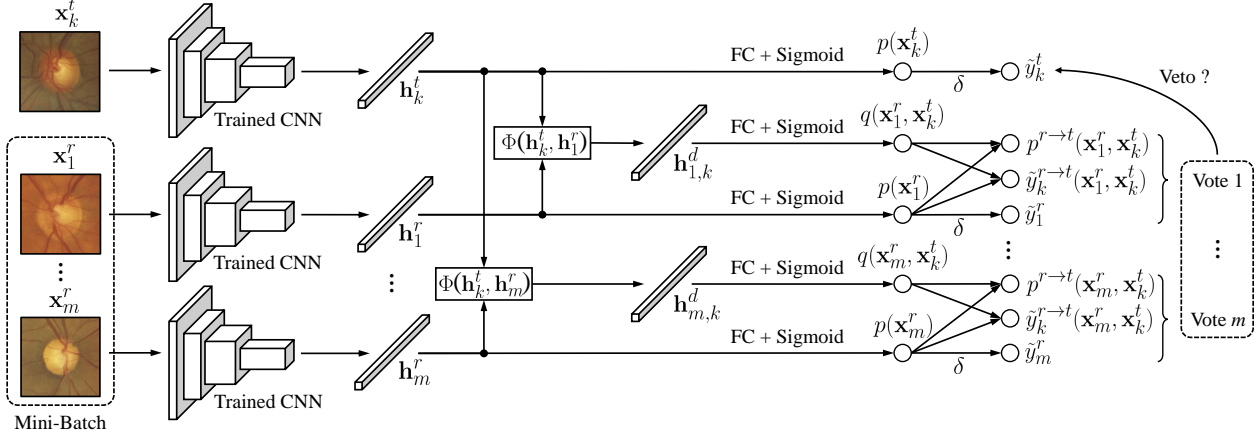 x_k^t
Trained CNN
h_k^t
FC + Sigmoid
p(x_k^t)
δ
ỹ_k^t
Veto ?
x_1^r
Φ(h_k^t, h_1^r)
h_{1,k}^d
FC + Sigmoid
q(x_1^r, x_k^t)
p^{r→t}(x_1^r, x_k^t)
ỹ_k^{r→t}(x_1^r, x_k^t)
Vote 1
Trained CNN
h_1^r
FC + Sigmoid
p(x_1^r)
δ
ỹ_1^r
⋮
x_m^r
⋮
Φ(h_k^t, h_m^r)
h_{m,k}^d
FC + Sigmoid
q(x_m^r, x_k^t)
⋮
p^{r→t}(x_m^r, x_k^t)
ỹ_k^{r→t}(x_m^r, x_k^t)
⋮
Vote m
Trained CNN
h_m^r
FC + Sigmoid
p(x_m^r)
δ
ỹ_m^r
Mini-Batch